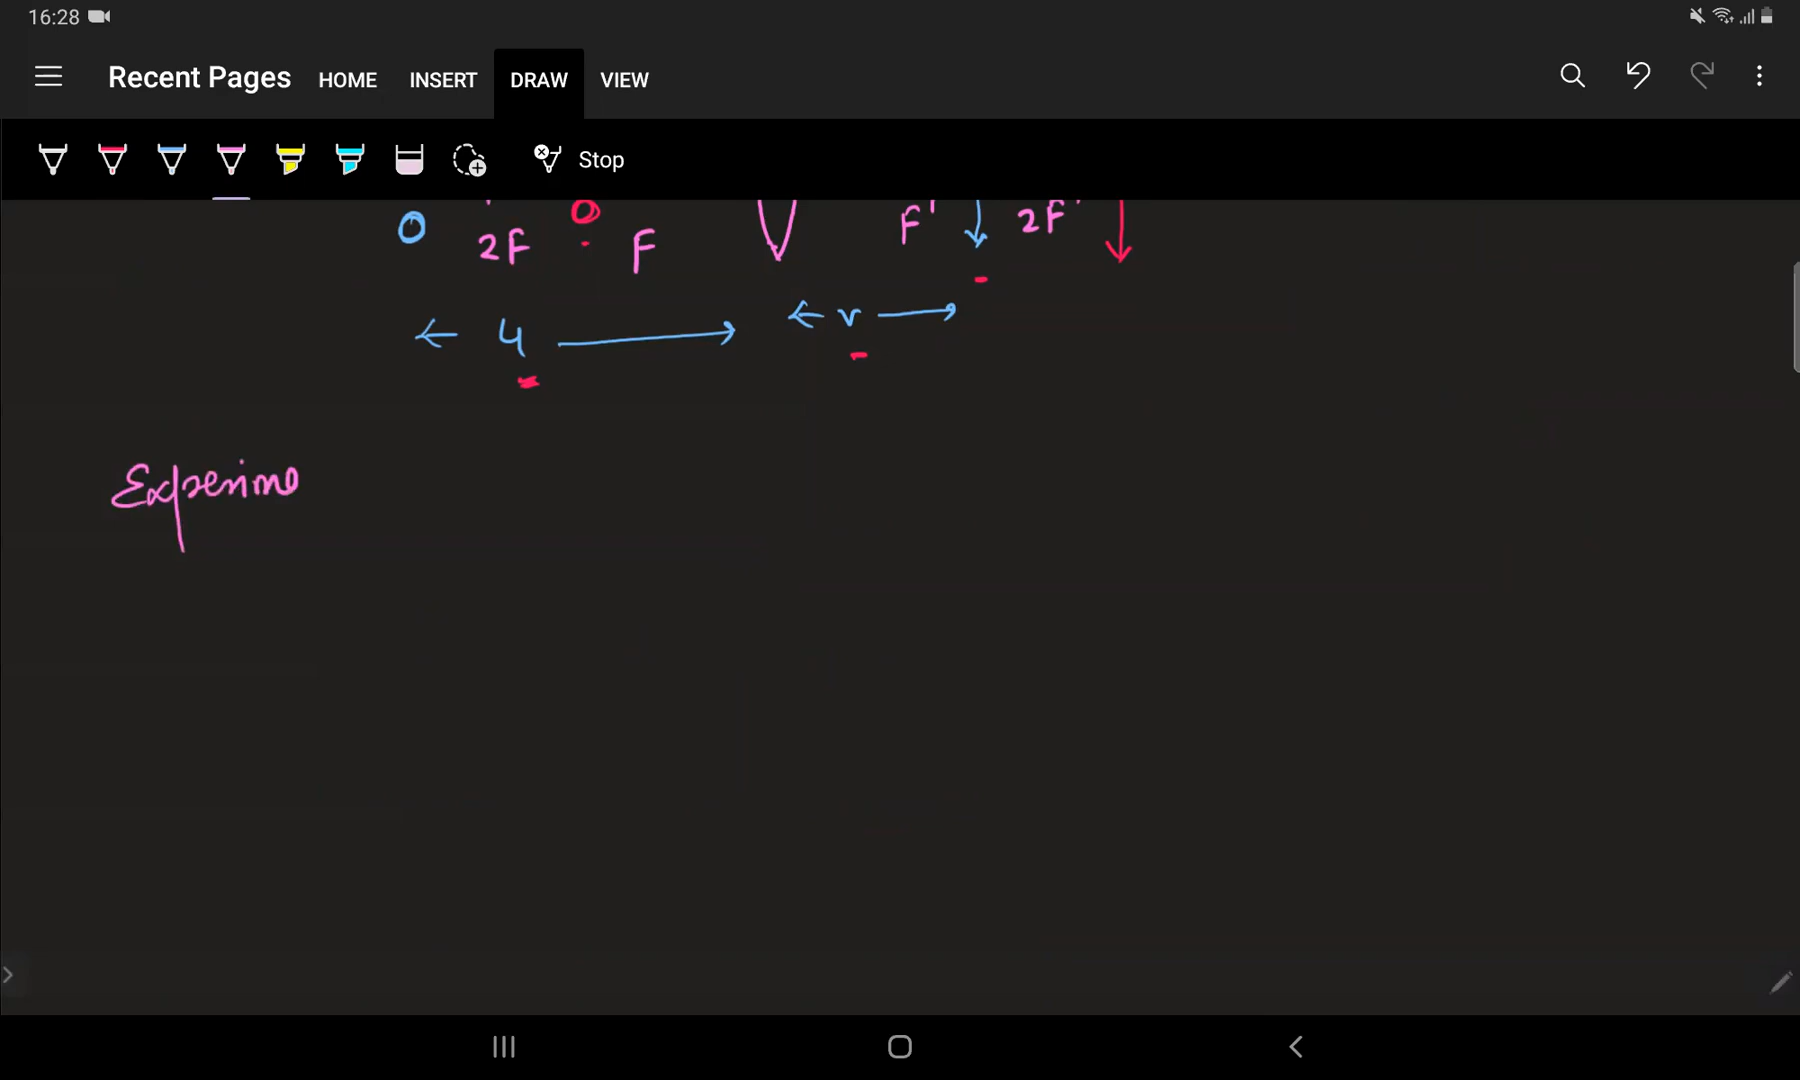 16:28
Recent Pages HOME INSERT DRAW VIEW
Stop
O 2F O F F' 2F'
u v
Experime